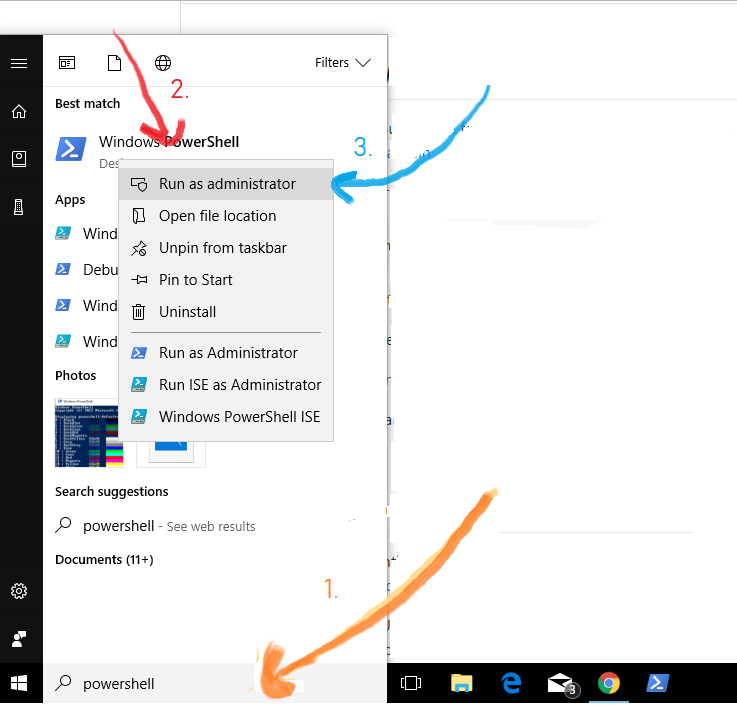 Filters
2.
Best match
Windows PowerShell
3.
Run as administrator
Apps
Open file location
Wind
Unpin from taskbar
Debu
Pin to Start
Wind
Uninstall
Wind
Run as Administrator
Photos
Run ISE as Administrator
Windows PowerShell ISE
Search suggestions
powershell - See web results
Documents (11+)
1.
powershell
3